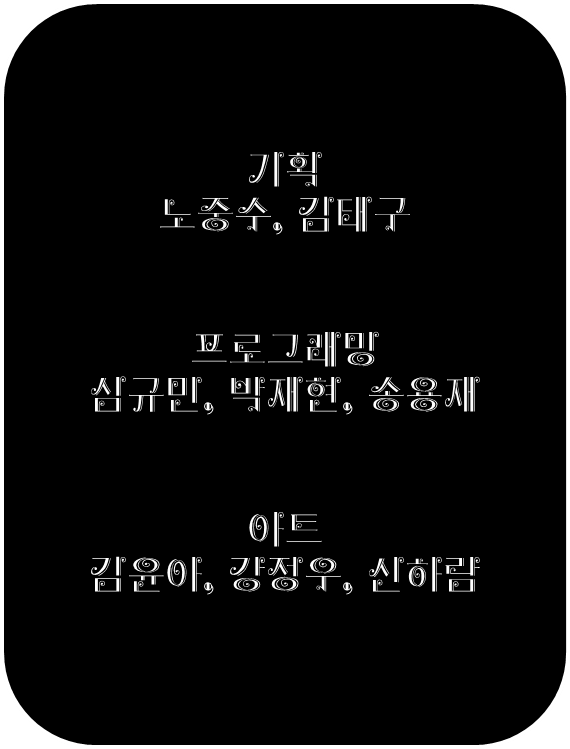 기획
노중수, 김태구
프로그래밍
심규민, 박재현, 송용재
아트
김윤아, 강정우, 신하람